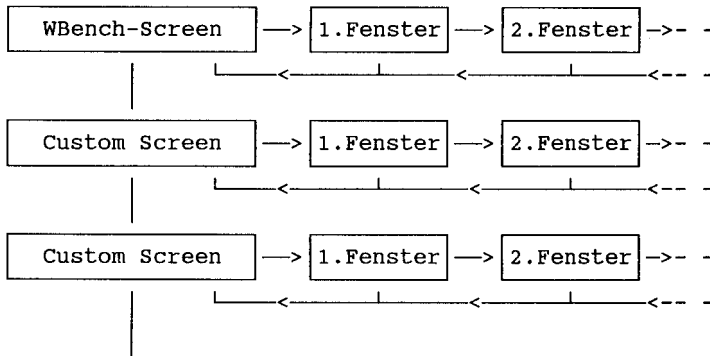 WBench-Screen —> 1.Fenster —> 2.Fenster —>- -
Custom Screen —> 1.Fenster —> 2.Fenster —>- -
Custom Screen —> 1.Fenster —> 2.Fenster —>- -